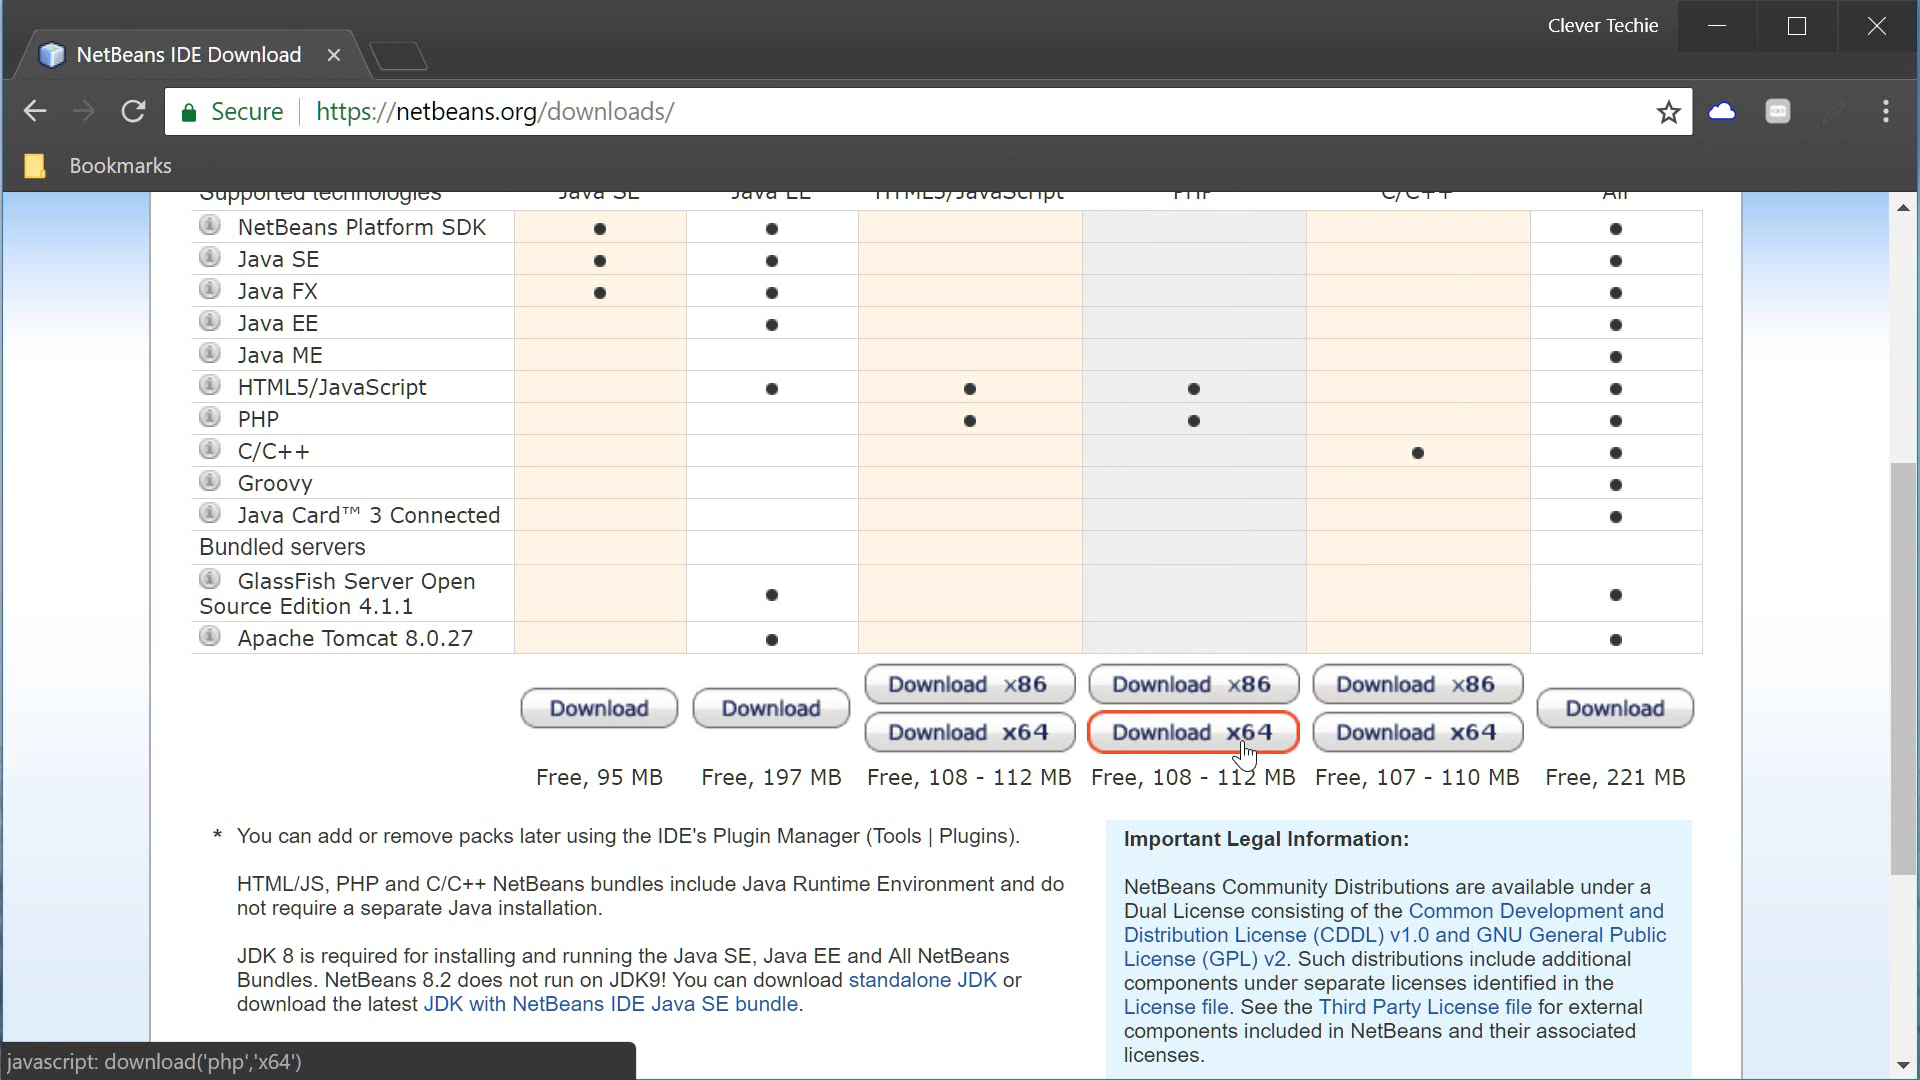 Clever Techie
NetBeans IDE Download
Secure https://netbeans.org/downloads/
Bookmarks
Supported technologies Java SE Java EE HTML5/JavaScript PHP C/C++ All
NetBeans Platform SDK
Java SE
Java FX
Java EE
Java ME
HTML5/JavaScript
PHP
C/C++
Groovy
Java Card™ 3 Connected
Bundled servers
GlassFish Server Open
Source Edition 4.1.1
Apache Tomcat 8.0.27
Download x86 Download x86 Download x86
Download Download Download
Download x64 Download x64 Download x64
Free, 95 MB Free, 197 MB Free, 108 - 112 MB Free, 108 - 112 MB Free, 107 - 110 MB Free, 221 MB
* You can add or remove packs later using the IDE's Plugin Manager (Tools | Plugins).
HTML/JS, PHP and C/C++ NetBeans bundles include Java Runtime Environment and do
not require a separate Java installation.
JDK 8 is required for installing and running the Java SE, Java EE and All NetBeans
Bundles. NetBeans 8.2 does not run on JDK9! You can download standalone JDK or
download the latest JDK with NetBeans IDE Java SE bundle.
Important Legal Information:
NetBeans Community Distributions are available under a
Dual License consisting of the Common Development and
Distribution License (CDDL) v1.0 and GNU General Public
License (GPL) v2. Such distributions include additional
components under separate licenses identified in the
License file. See the Third Party License file for external
components included in NetBeans and their associated
licenses.
javascript: download('php','x64')